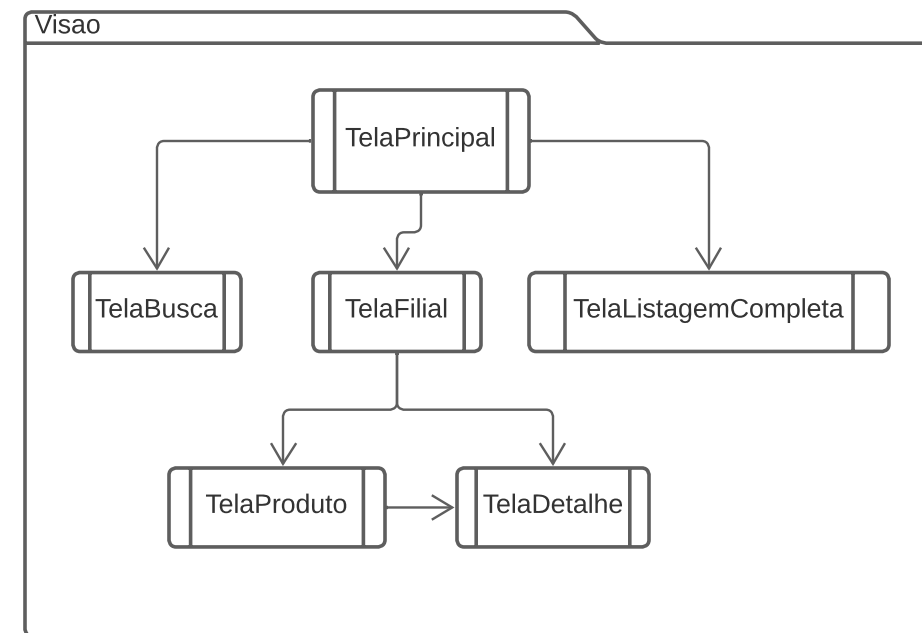 Visao
TelaPrincipal
TelaBusca
TelaFilial
TelaListagemCompleta
TelaProduto
TelaDetalhe